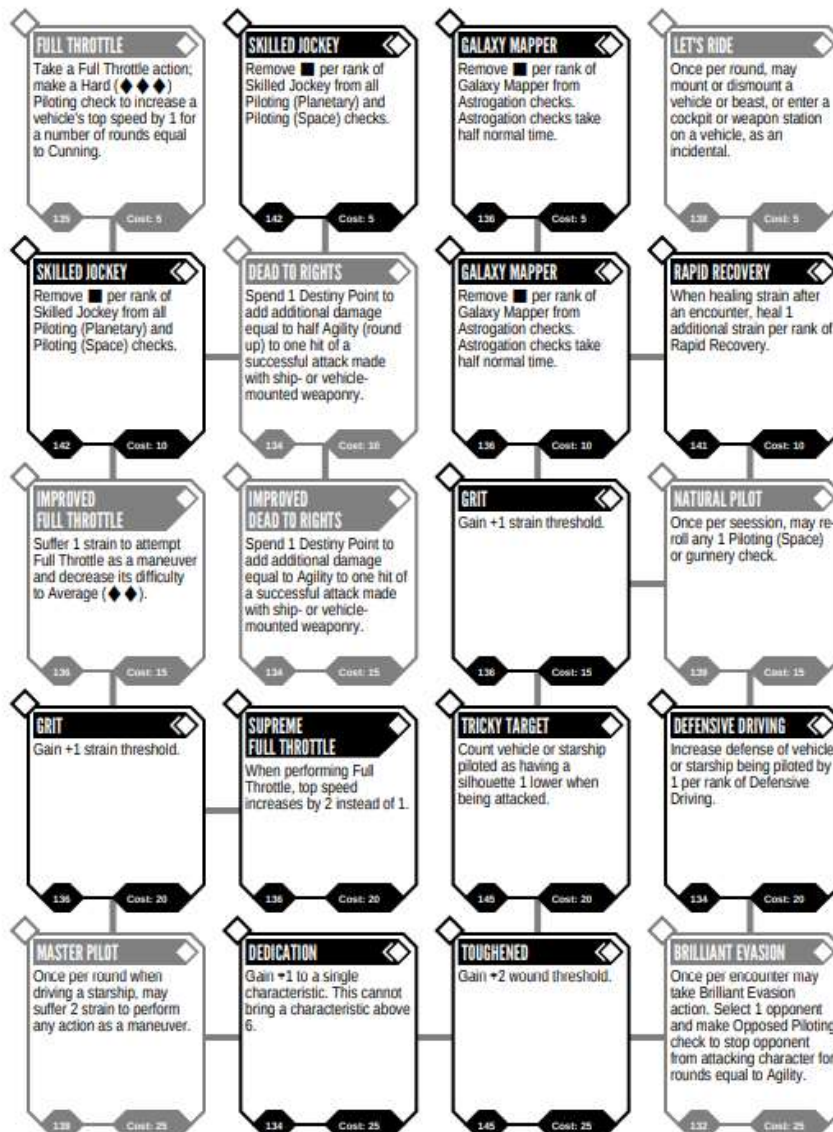 FULL THROTTLE
Take a Full Throttle action;
make a Hard (◆ ◆ ◆)
Piloting check to increase a
vehicle's top speed by 1 for
a number of rounds equal
to Cunning.
135 Cost: 5
SKILLED JOCKEY
Remove ■ per rank of
Skilled Jockey from all
Piloting (Planetary) and
Piloting (Space) checks.
142 Cost: 5
GALAXY MAPPER
Remove ■ per rank of
Galaxy Mapper from
Astrogation checks.
Astrogation checks take
half normal time.
136 Cost: 5
LET'S RIDE
Once per round, may
mount or dismount a
vehicle or beast, or enter a
cockpit or weapon station
on a vehicle, as an
incidental.
138 Cost: 5
SKILLED JOCKEY
Remove ■ per rank of
Skilled Jockey from all
Piloting (Planetary) and
Piloting (Space) checks.
142 Cost: 10
DEAD TO RIGHTS
Spend 1 Destiny Point to
add additional damage
equal to half Agility (round
up) to one hit of a
successful attack made
with ship- or vehicle-
mounted weaponry.
134 Cost: 10
GALAXY MAPPER
Remove ■ per rank of
Galaxy Mapper from
Astrogation checks.
Astrogation checks take
half normal time.
136 Cost: 10
RAPID RECOVERY
When healing strain after
an encounter, heal 1
additional strain per rank of
Rapid Recovery.
141 Cost: 10
IMPROVED
FULL THROTTLE
Suffer 1 strain to attempt
Full Throttle as a maneuver
and decrease its difficulty
to Average (◆ ◆).
136 Cost: 15
IMPROVED
DEAD TO RIGHTS
Spend 1 Destiny Point to
add additional damage
equal to Agility to one hit of
a successful attack made
with ship- or vehicle-
mounted weaponry.
134 Cost: 15
GRIT
Gain +1 strain threshold.
136 Cost: 15
NATURAL PILOT
Once per seession, may re-
roll any 1 Piloting (Space)
or gunnery check.
139 Cost: 15
GRIT
Gain +1 strain threshold.
136 Cost: 20
SUPREME
FULL THROTTLE
When performing Full
Throttle, top speed
increases by 2 instead of 1.
136 Cost: 20
TRICKY TARGET
Count vehicle or starship
piloted as having a
silhouette 1 lower when
being attacked.
145 Cost: 20
DEFENSIVE DRIVING
Increase defense of vehicle
or starship being piloted by
1 per rank of Defensive
Driving.
134 Cost: 20
MASTER PILOT
Once per round when
driving a starship, may
suffer 2 strain to perform
any action as a maneuver.
139 Cost: 25
DEDICATION
Gain +1 to a single
characteristic. This cannot
bring a characteristic above
6.
134 Cost: 25
TOUGHENED
Gain +2 wound threshold.
145 Cost: 25
BRILLIANT EVASION
Once per encounter may
take Brilliant Evasion
action. Select 1 opponent
and make Opposed Piloting
check to stop opponent
from attacking character for
rounds equal to Agility.
132 Cost: 25